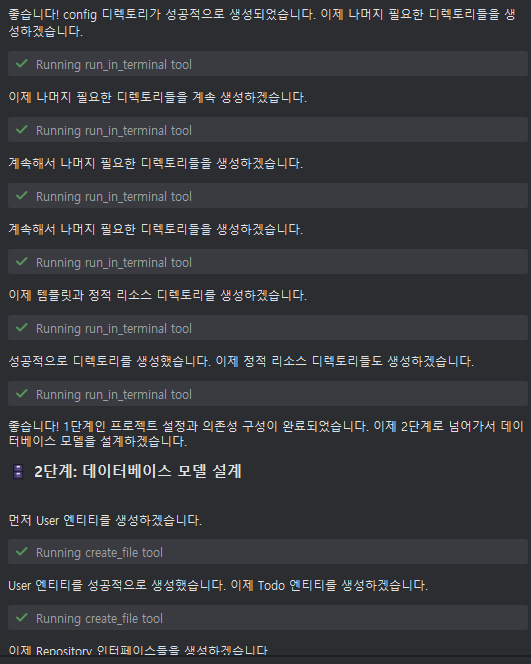 좋습니다! config 디렉토리가 성공적으로 생성되었습니다. 이제 나머지 필요한 디렉토리들을 생
성하겠습니다.
Running run_in_terminal tool
이제 나머지 필요한 디렉토리들을 계속 생성하겠습니다.
Running run_in_terminal tool
계속해서 나머지 필요한 디렉토리들을 생성하겠습니다.
Running run_in_terminal tool
계속해서 나머지 필요한 디렉토리들을 생성하겠습니다.
Running run_in_terminal tool
이제 템플릿과 정적 리소스 디렉토리를 생성하겠습니다.
Running run_in_terminal tool
성공적으로 디렉토리를 생성했습니다. 이제 정적 리소스 디렉토리들도 생성하겠습니다.
Running run_in_terminal tool
좋습니다! 1단계인 프로젝트 설정과 의존성 구성이 완료되었습니다. 이제 2단계로 넘어가서 데이
터베이스 모델을 설계하겠습니다.
2단계: 데이터베이스 모델 설계
먼저 User 엔티티를 생성하겠습니다.
Running create_file tool
User 엔티티를 성공적으로 생성했습니다. 이제 Todo 엔티티를 생성하겠습니다.
Running create_file tool
이제 Repository 인터페이스들을 생성하겠습니다